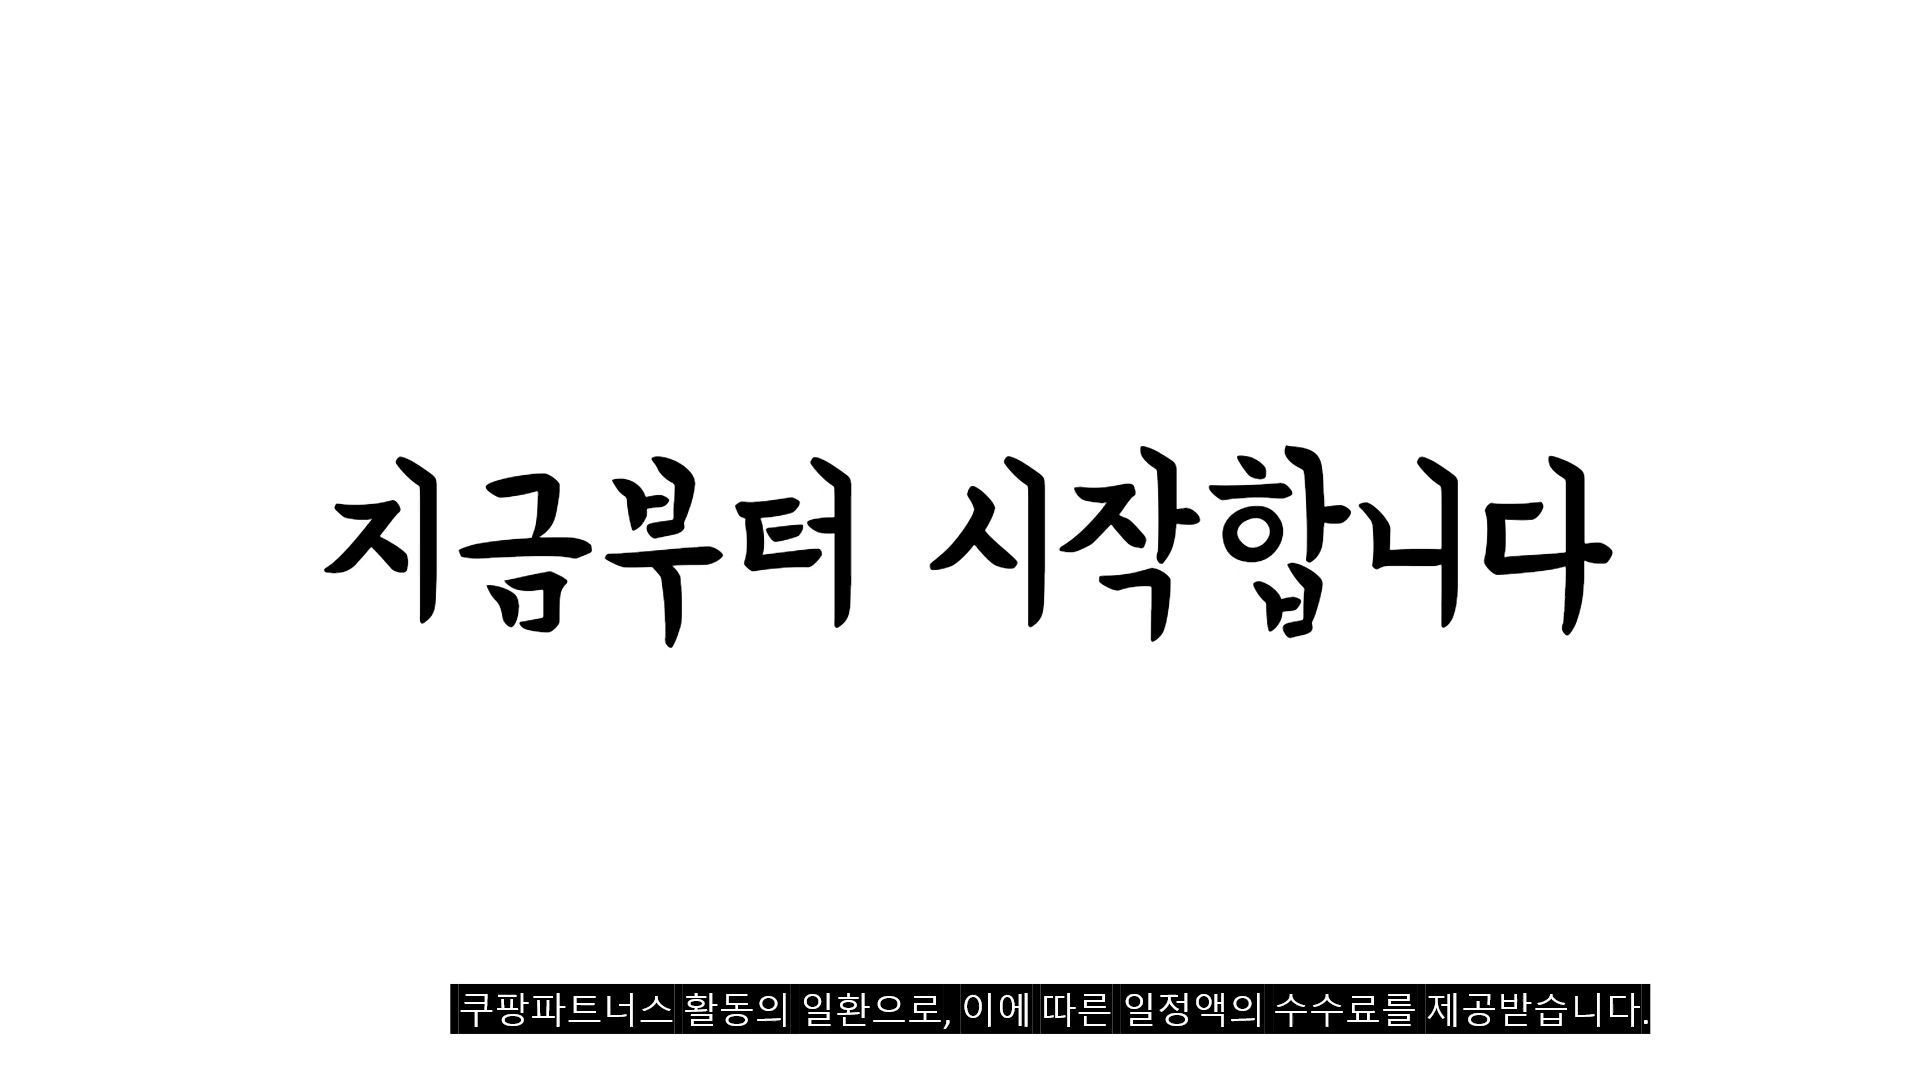 지금부터 시작합니다
쿠팡파트너스 활동의 일환으로, 이에 따른 일정액의 수수료를 제공받습니다.